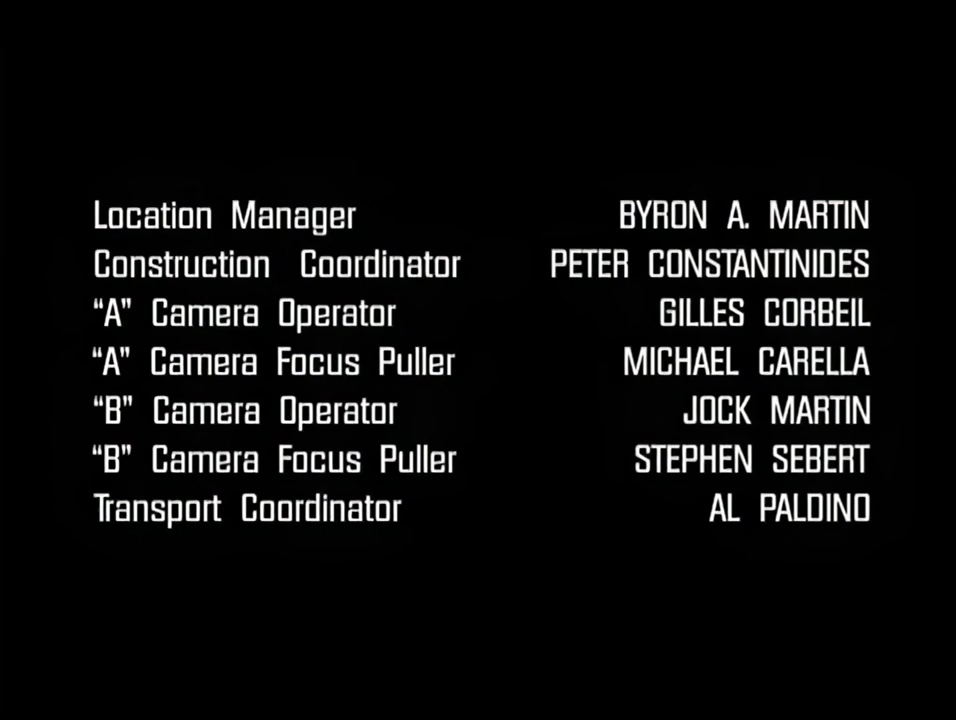 Location Manager BYRON A. MARTIN
Construction Coordinator PETER CONSTANTINIDES
“A” Camera Operator GILLES CORBEIL
“A” Camera Focus Puller MICHAEL CARELLA
“B” Camera Operator JOCK MARTIN
“B” Camera Focus Puller STEPHEN SEBERT
Transport Coordinator AL PALDINO